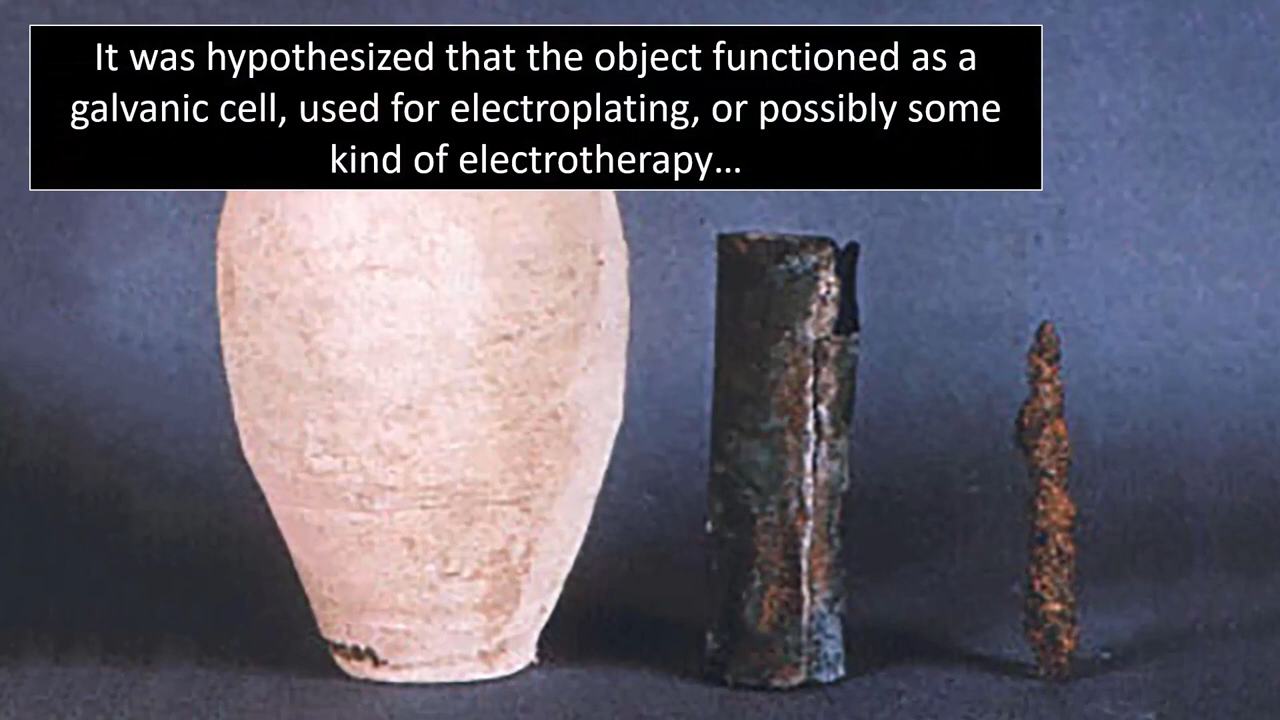 It was hypothesized that the object functioned as a
galvanic cell, used for electroplating, or possibly some
kind of electrotherapy…